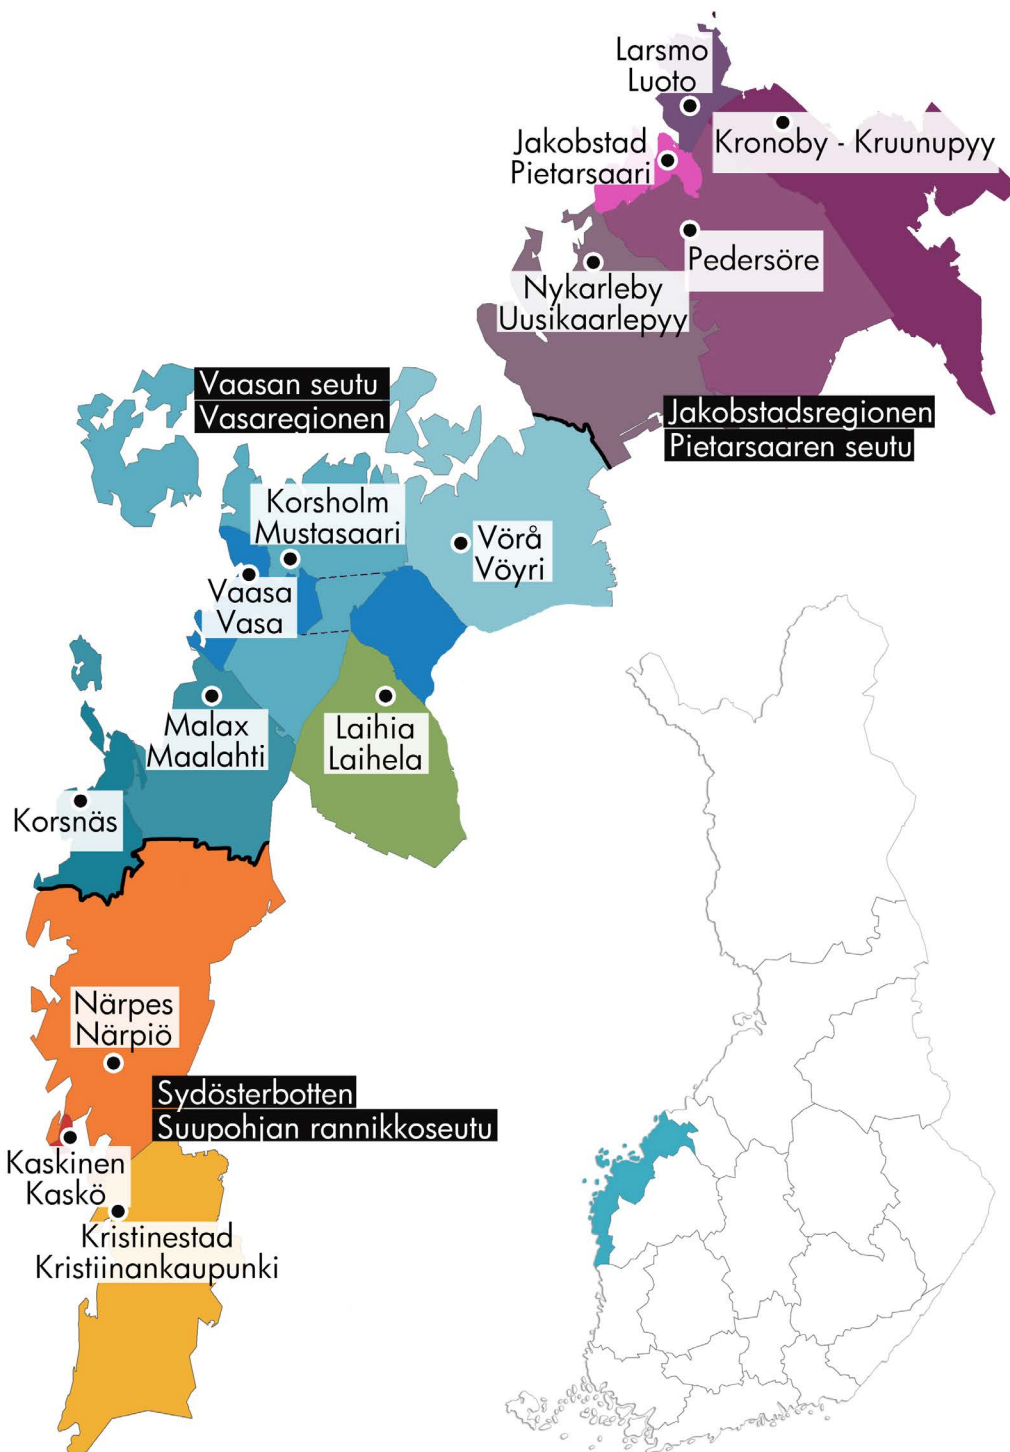 Larsmo
Luoto
Jakobstad
Pietarsaari
Kronoby - Kruunupyy
Pedersöre
Nykarleby
Uusikaarlepyy
Jakobstadsregionen
Pietarsaaren seutu
Vaasan seutu
Vasaregionen
Korsholm
Mustasaari
Vörå
Vöyri
Vaasa
Vasa
Malax
Maalahti
Laihia
Laihela
Korsnäs
Närpes
Närpiö
Sydösterbotten
Suupohjan rannikkoseutu
Kaskinen
Kaskö
Kristinestad
Kristiinankaupunki